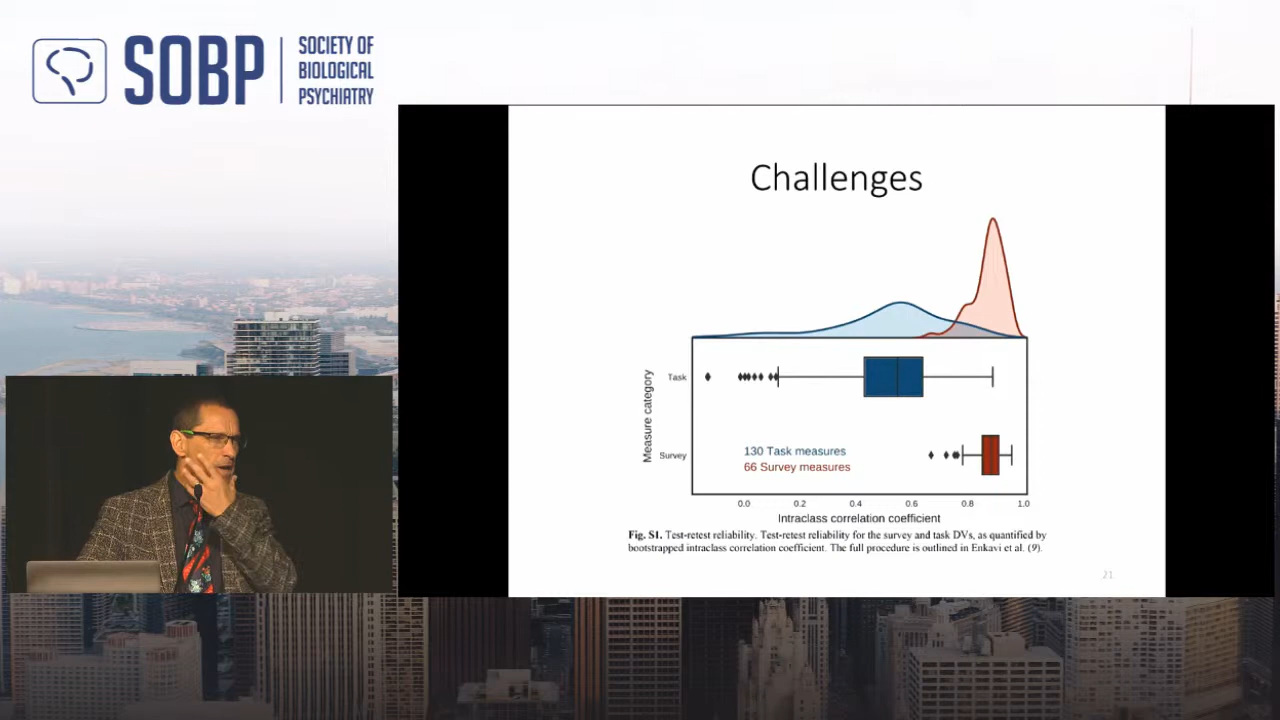 SOBP
SOCIETY OF
BIOLOGICAL
PSYCHIATRY
Challenges
Measure category
Task
Survey
130 Task measures
66 Survey measures
0.0 0.2 0.4 0.6 0.8 1.0
Intraclass correlation coefficient
Fig. S1. Test-retest reliability. Test-retest reliability for the survey and task DVs, as quantified by
bootstrapped intraclass correlation coefficient. The full procedure is outlined in Enkavi et al. (9).
21